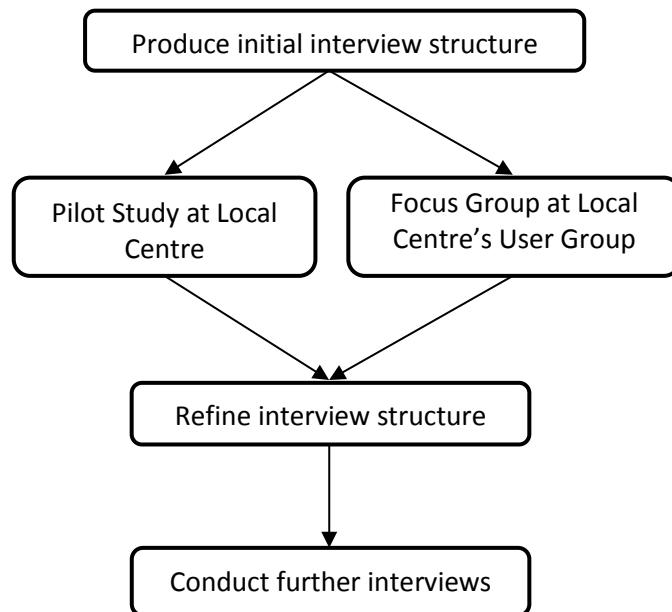 Produce initial interview structure
Pilot Study at Local
Centre
Focus Group at Local
Centre’s User Group
Refine interview structure
Conduct further interviews